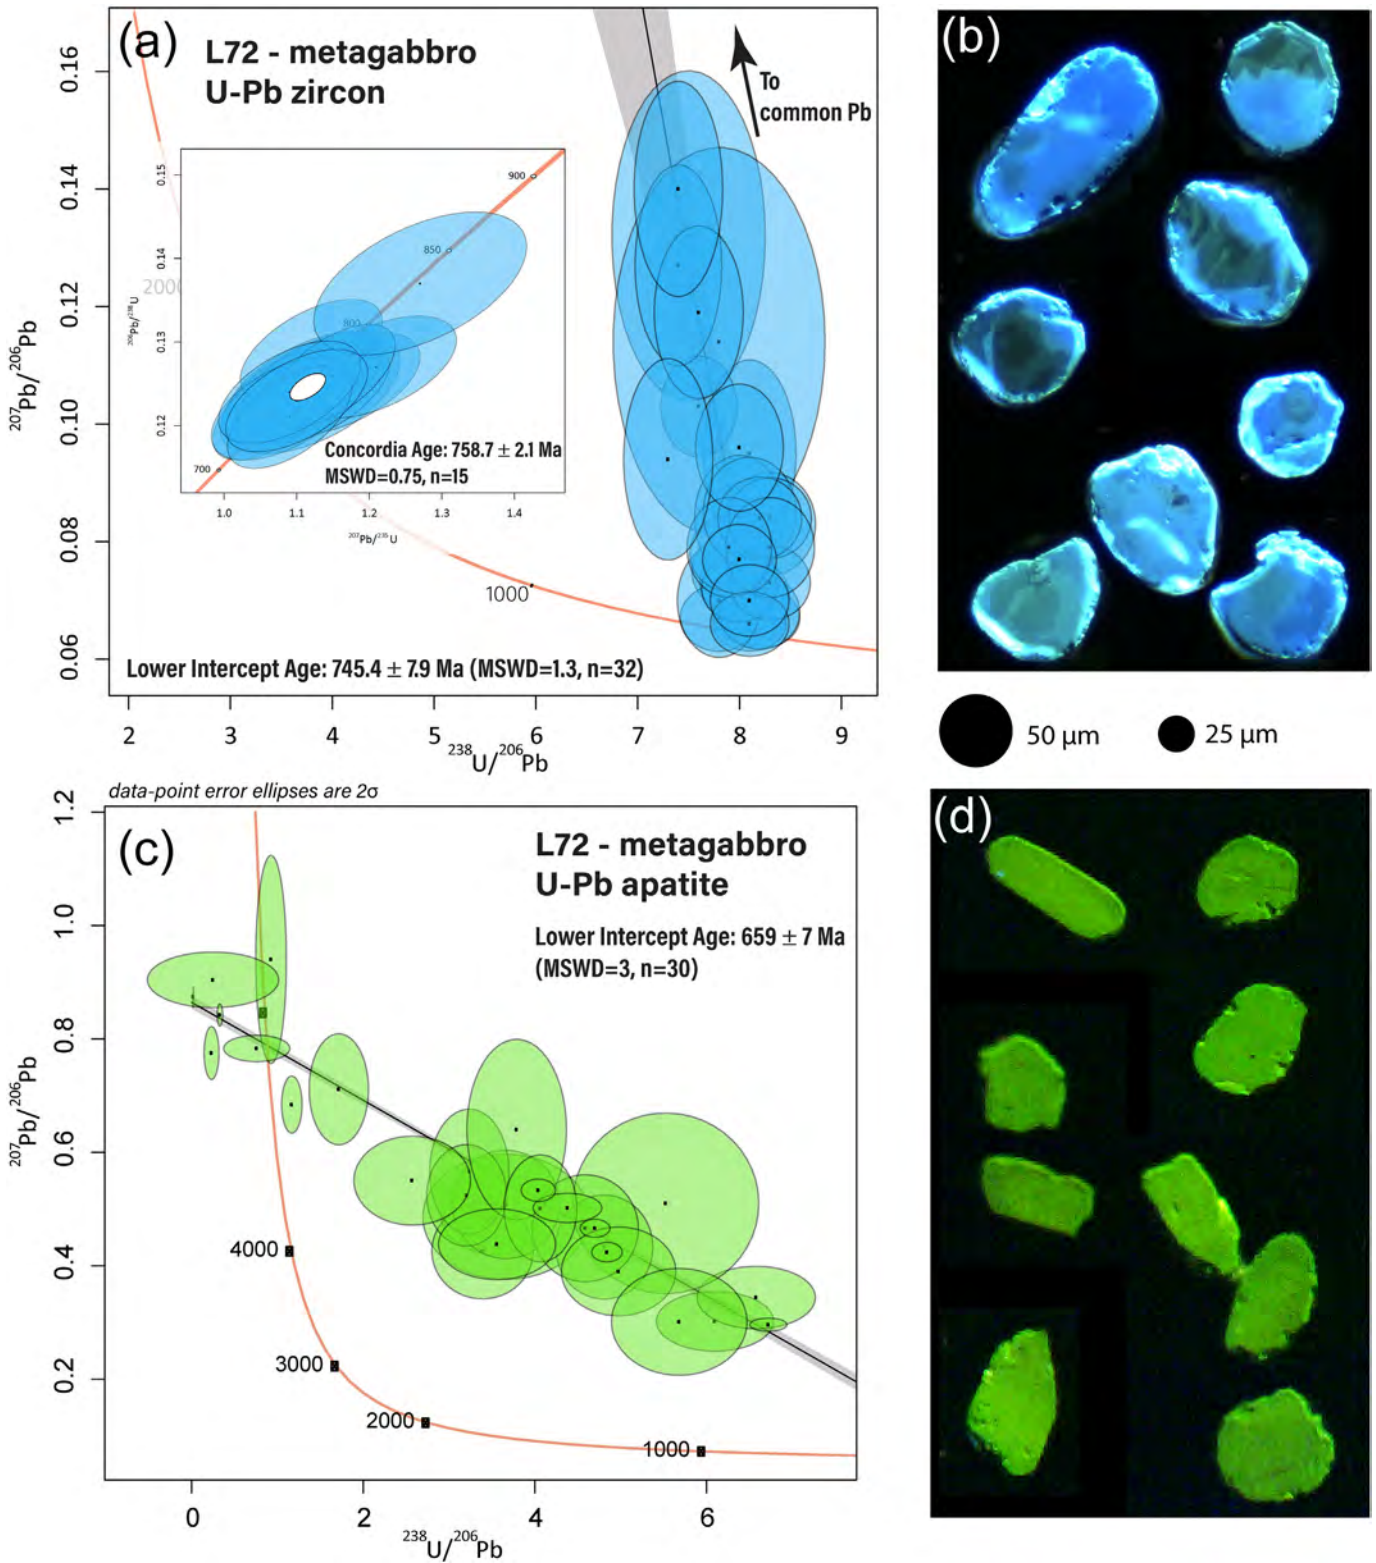 (a)
L72 - metagabbro
U-Pb zircon
To
common Pb
0.16
0.14
0.12
0.10
0.08
0.06
207Pb/206Pb
2000
1000
0.15
0.14
0.13
0.12
206Pb/238U
900
850
800
700
Concordia Age: 758.7 ± 2.1 Ma
MSWD=0.75, n=15
1.0 1.1 1.2 1.3 1.4
207Pb/235U
Lower Intercept Age: 745.4 ± 7.9 Ma (MSWD=1.3, n=32)
2 3 4 5 6 7 8 9
238U/206Pb
(b)
50 µm
25 µm
data-point error ellipses are 2σ
(c)
L72 - metagabbro
U-Pb apatite
Lower Intercept Age: 659 ± 7 Ma
(MSWD=3, n=30)
1.2
1.0
0.8
0.6
0.4
0.2
207Pb/206Pb
4000
3000
2000
1000
0 2 4 6
238U/206Pb
(d)